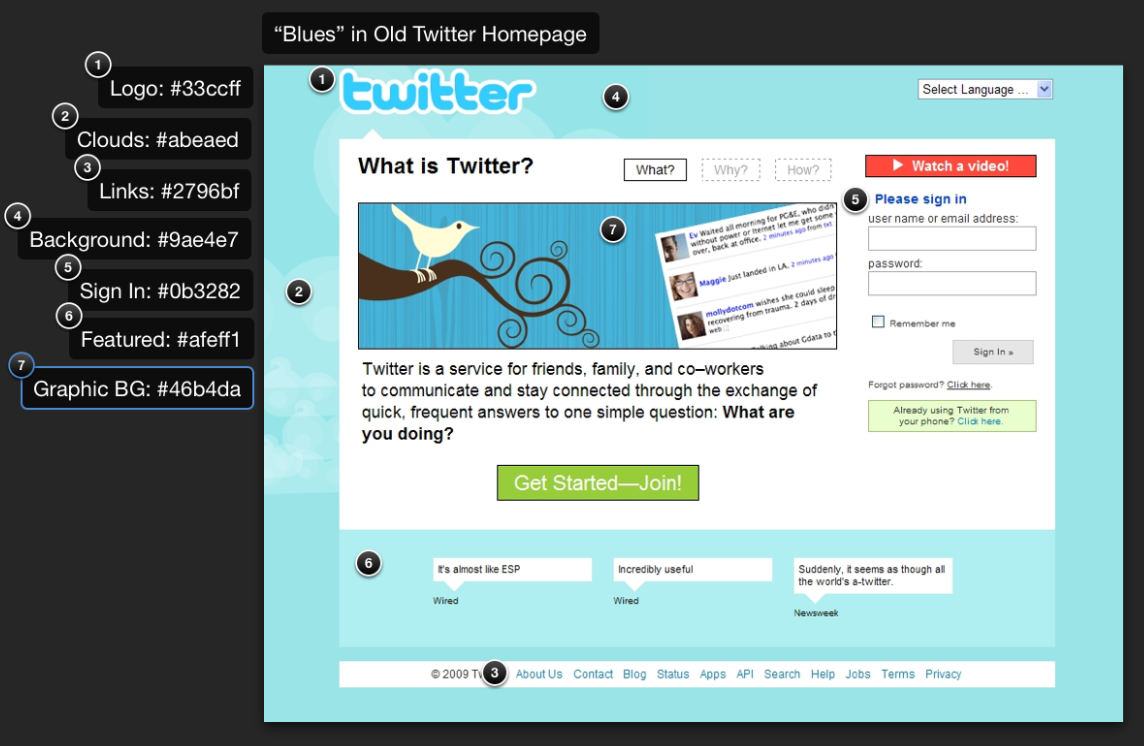 “Blues” in Old Twitter Homepage
1
Logo: #33ccff
2
Clouds: #abeaed
3
Links: #2796bf
4
Background: #9ae4e7
5
Sign In: #0b3282
6
Featured: #afeff1
7
Graphic BG: #46b4da
1
twitter
4
Select Language ...
What is Twitter?
What?
Why?
How?
Watch a video!
5
Please sign in
user name or email address:
password:
Remember me
Sign In »
Forgot password? Click here.
Already using Twitter from
your phone? Click here.
7
Ev Waited all morning for PG&E, who didn
without power or Iternet let me get some
over, back at office. 2 minutes ago from txt
Maggie Just landed in LA. 2 minutes ago
mollydotcom wishes she could sleep
recovering from trauma. 2 days of
web
talking about Gdata to
2
Twitter is a service for friends, family, and co–workers
to communicate and stay connected through the exchange of
quick, frequent answers to one simple question: What are
you doing?
Get Started—Join!
6
It's almost like ESP
Wired
Incredibly useful
Wired
Suddenly, it seems as though all
the world's a-twitter.
Newsweek
© 2009 3 About Us Contact Blog Status Apps API Search Help Jobs Terms Privacy